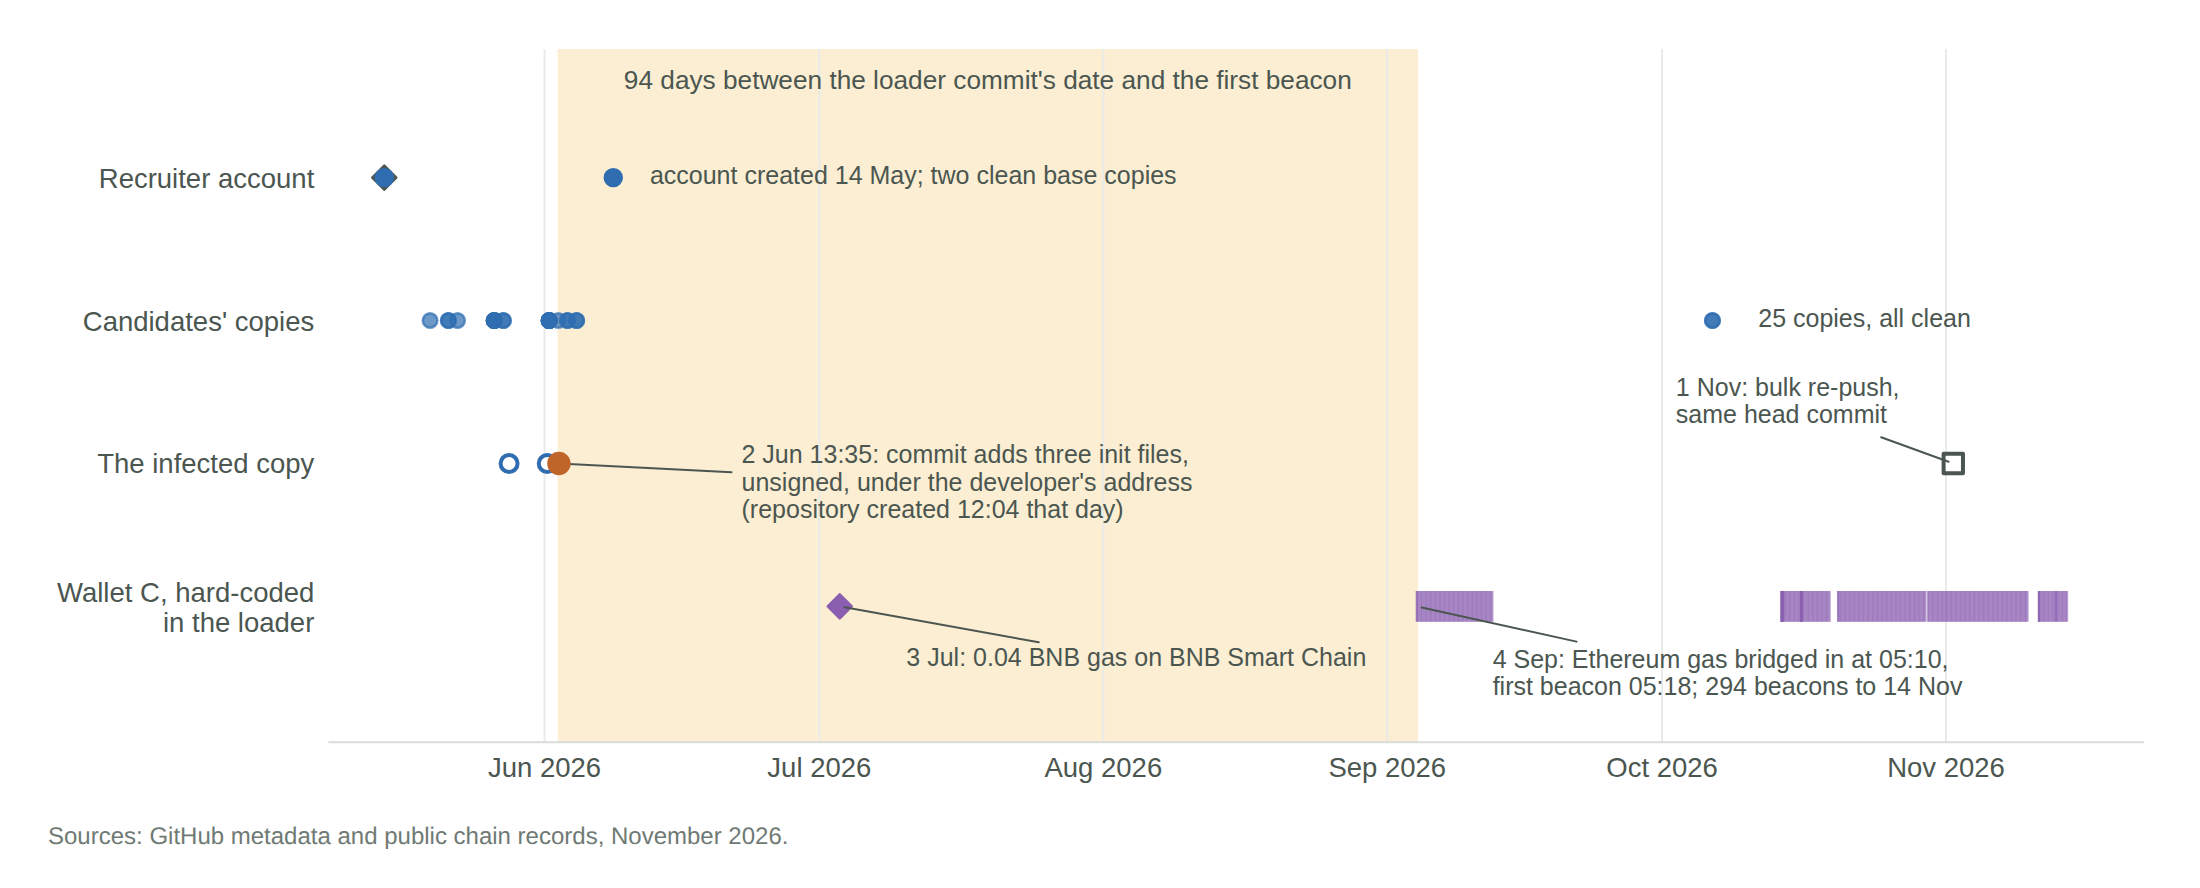 94 days between the loader commit's date and the first beacon
Recruiter account
account created 14 May; two clean base copies
Candidates' copies
25 copies, all clean
1 Nov: bulk re-push,
same head commit
The infected copy
2 Jun 13:35: commit adds three init files,
unsigned, under the developer's address
(repository created 12:04 that day)
Wallet C, hard-coded
in the loader
3 Jul: 0.04 BNB gas on BNB Smart Chain
4 Sep: Ethereum gas bridged in at 05:10,
first beacon 05:18; 294 beacons to 14 Nov
Jun 2026
Jul 2026
Aug 2026
Sep 2026
Oct 2026
Nov 2026
Sources: GitHub metadata and public chain records, November 2026.